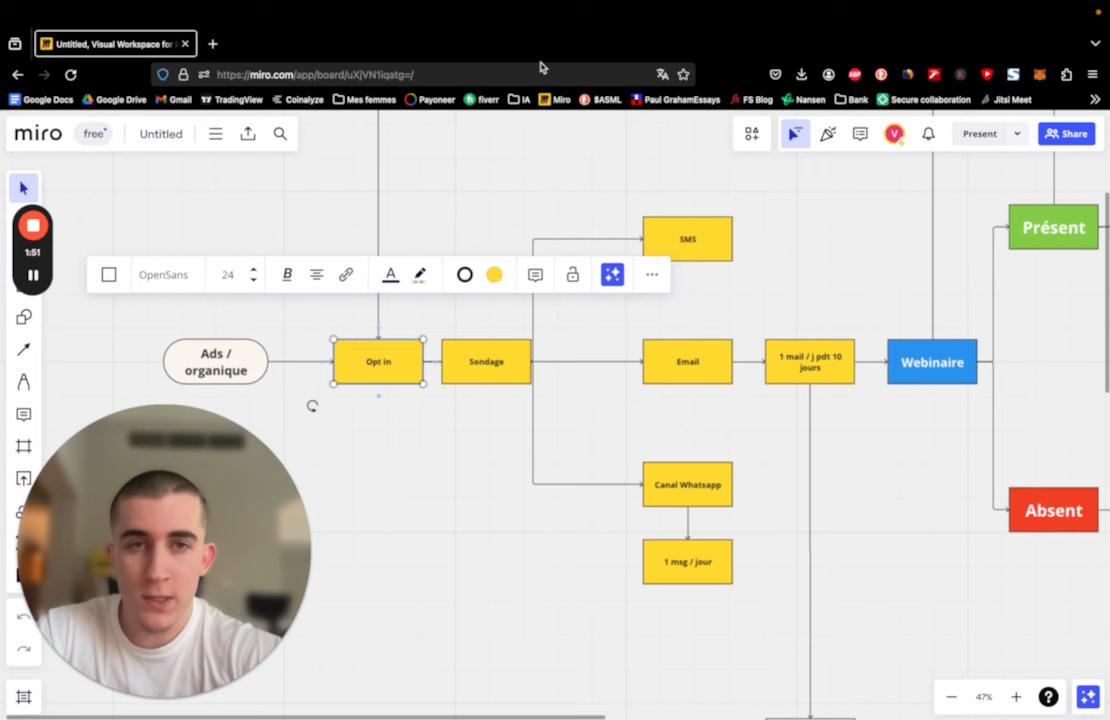 Untitled, Visual Workspace for I
https://miro.com/app/board/uXjVN1iqatg=/
Google Docs
Google Drive
Gmail
TradingView
Coinalyze
Mes femmes
Payoneer
fiverr
IA
Miro
$ASML
Paul GrahamEssays
FS Blog
Nansen
Bank
Secure collaboration
Jitsi Meet
miro
free
Untitled
V
Present
Share
1:51
OpenSans
24
B
A
SMS
Présent
Ads /
organique
Opt in
Sondage
Email
1 mail / j pdt 10
jours
Webinaire
Canal Whatsapp
Absent
1 msg / jour
47%
?